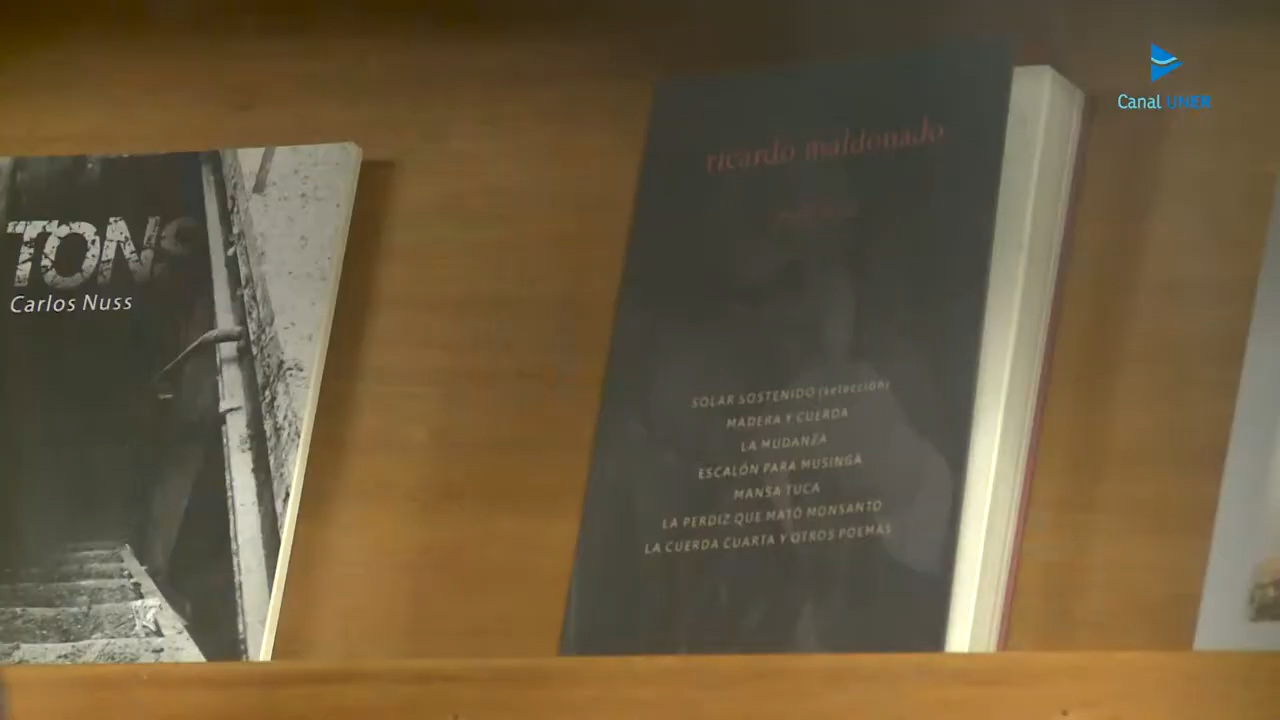 Canal UNER
TON
Carlos Nuss
ricardo maldonado
SOLAR SOSTENIDO (selección)
MADERA Y CUERDA
LA MUDANZA
ESCALÓN PARA MUSINGA
MANSA TUCA
LA PERDIZ QUE MATÓ MONSANTO
LA CUERDA CUARTA Y OTROS POEMAS